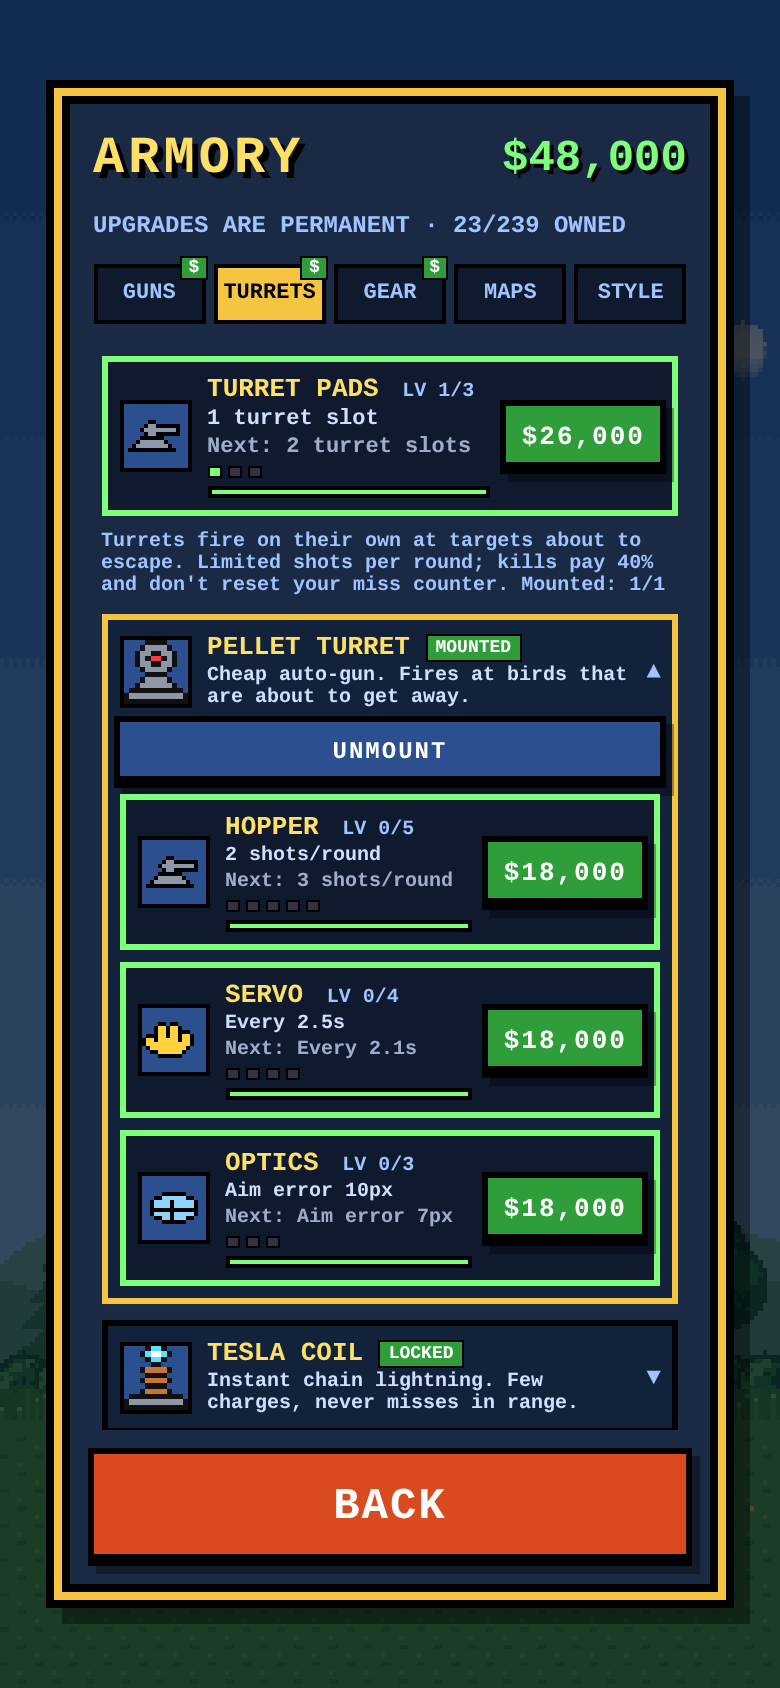 ARMORY $48,000
UPGRADES ARE PERMANENT · 23/239 OWNED
$ $ $
GUNS TURRETS GEAR MAPS STYLE
TURRET PADS LV 1/3
1 turret slot
Next: 2 turret slots
$26,000
Turrets fire on their own at targets about to
escape. Limited shots per round; kills pay 40%
and don't reset your miss counter. Mounted: 1/1
PELLET TURRET MOUNTED
Cheap auto-gun. Fires at birds that ▲
are about to get away.
UNMOUNT
HOPPER LV 0/5
2 shots/round
Next: 3 shots/round
$18,000
SERVO LV 0/4
Every 2.5s
Next: Every 2.1s
$18,000
OPTICS LV 0/3
Aim error 10px
Next: Aim error 7px
$18,000
TESLA COIL LOCKED
Instant chain lightning. Few ▼
charges, never misses in range.
BACK